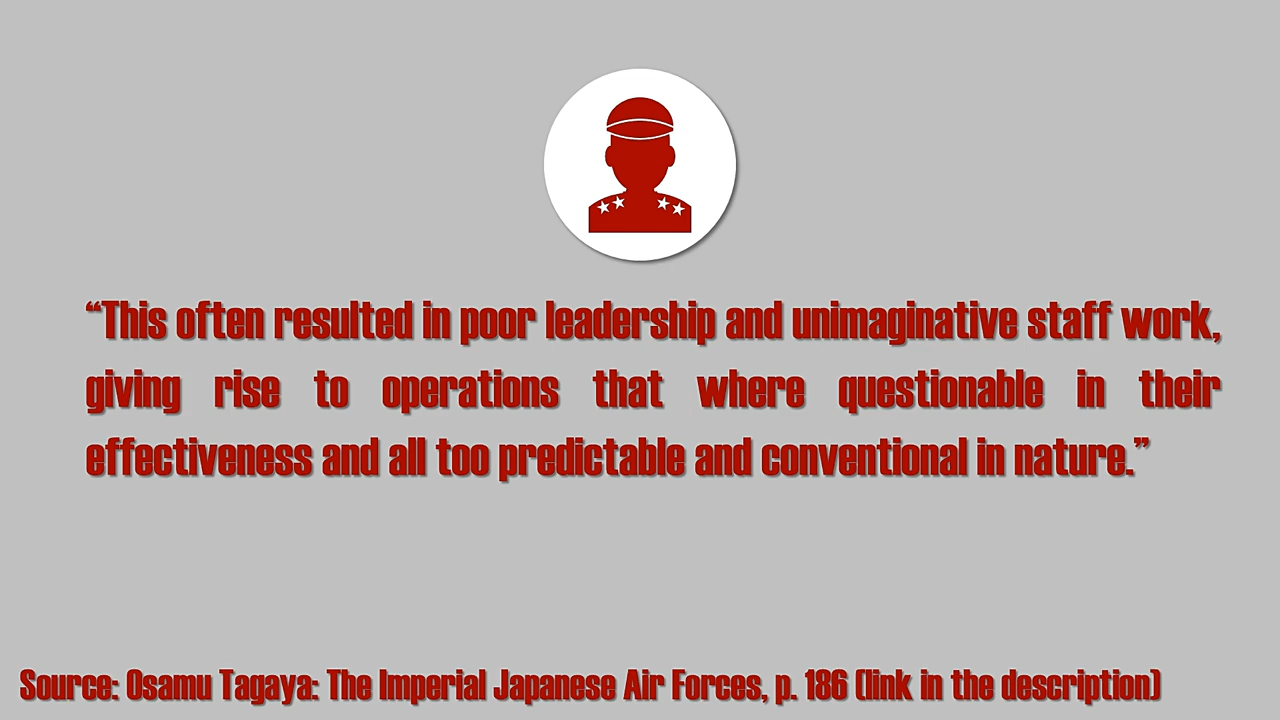 “This often resulted in poor leadership and unimaginative staff work,
giving rise to operations that where questionable in their
effectiveness and all too predictable and conventional in nature.”
Source: Osamu Tagaya: The Imperial Japanese Air Forces, p. 186 (link in the description)